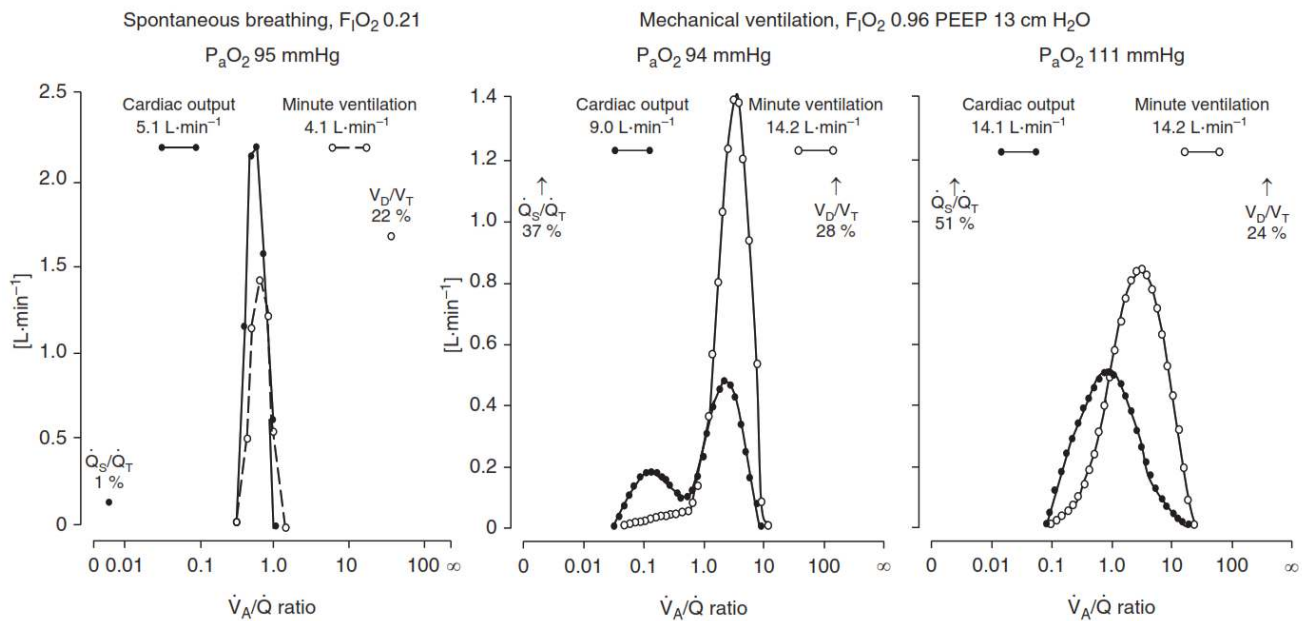 Spontaneous breathing, FIO2 0.21
Mechanical ventilation, FIO2 0.96 PEEP 13 cm H2O
PaO2 95 mmHg
PaO2 94 mmHg
PaO2 111 mmHg
2.5
2.0
1.5
1.0
0.5
0
[L·min⁻¹]
Cardiac output
5.1 L·min⁻¹
Minute ventilation
4.1 L·min⁻¹
VD/VT
22 %
Q̇S/Q̇T
1 %
0 0.01 0.1 1.0 10 100 ∞
V̇A/Q̇ ratio
1.4
1.2
1.0
0.8
0.6
0.4
0.2
0
[L·min⁻¹]
Cardiac output
9.0 L·min⁻¹
Minute ventilation
14.2 L·min⁻¹
↑
Q̇S/Q̇T
37 %
↑
VD/VT
28 %
0 0.01 0.1 1.0 10 100 ∞
V̇A/Q̇ ratio
Cardiac output
14.1 L·min⁻¹
Minute ventilation
14.2 L·min⁻¹
↑
Q̇S/Q̇T
51 %
↑
VD/VT
24 %
0 0.01 0.1 1.0 10 100 ∞
V̇A/Q̇ ratio